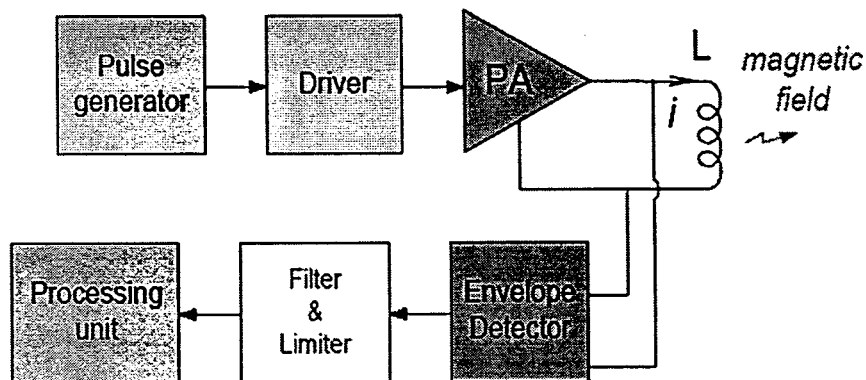 Pulse
generator
Driver
PA
L
i
magnetic
field
Processing
unit
Filter
&
Limiter
Envelope
Detector